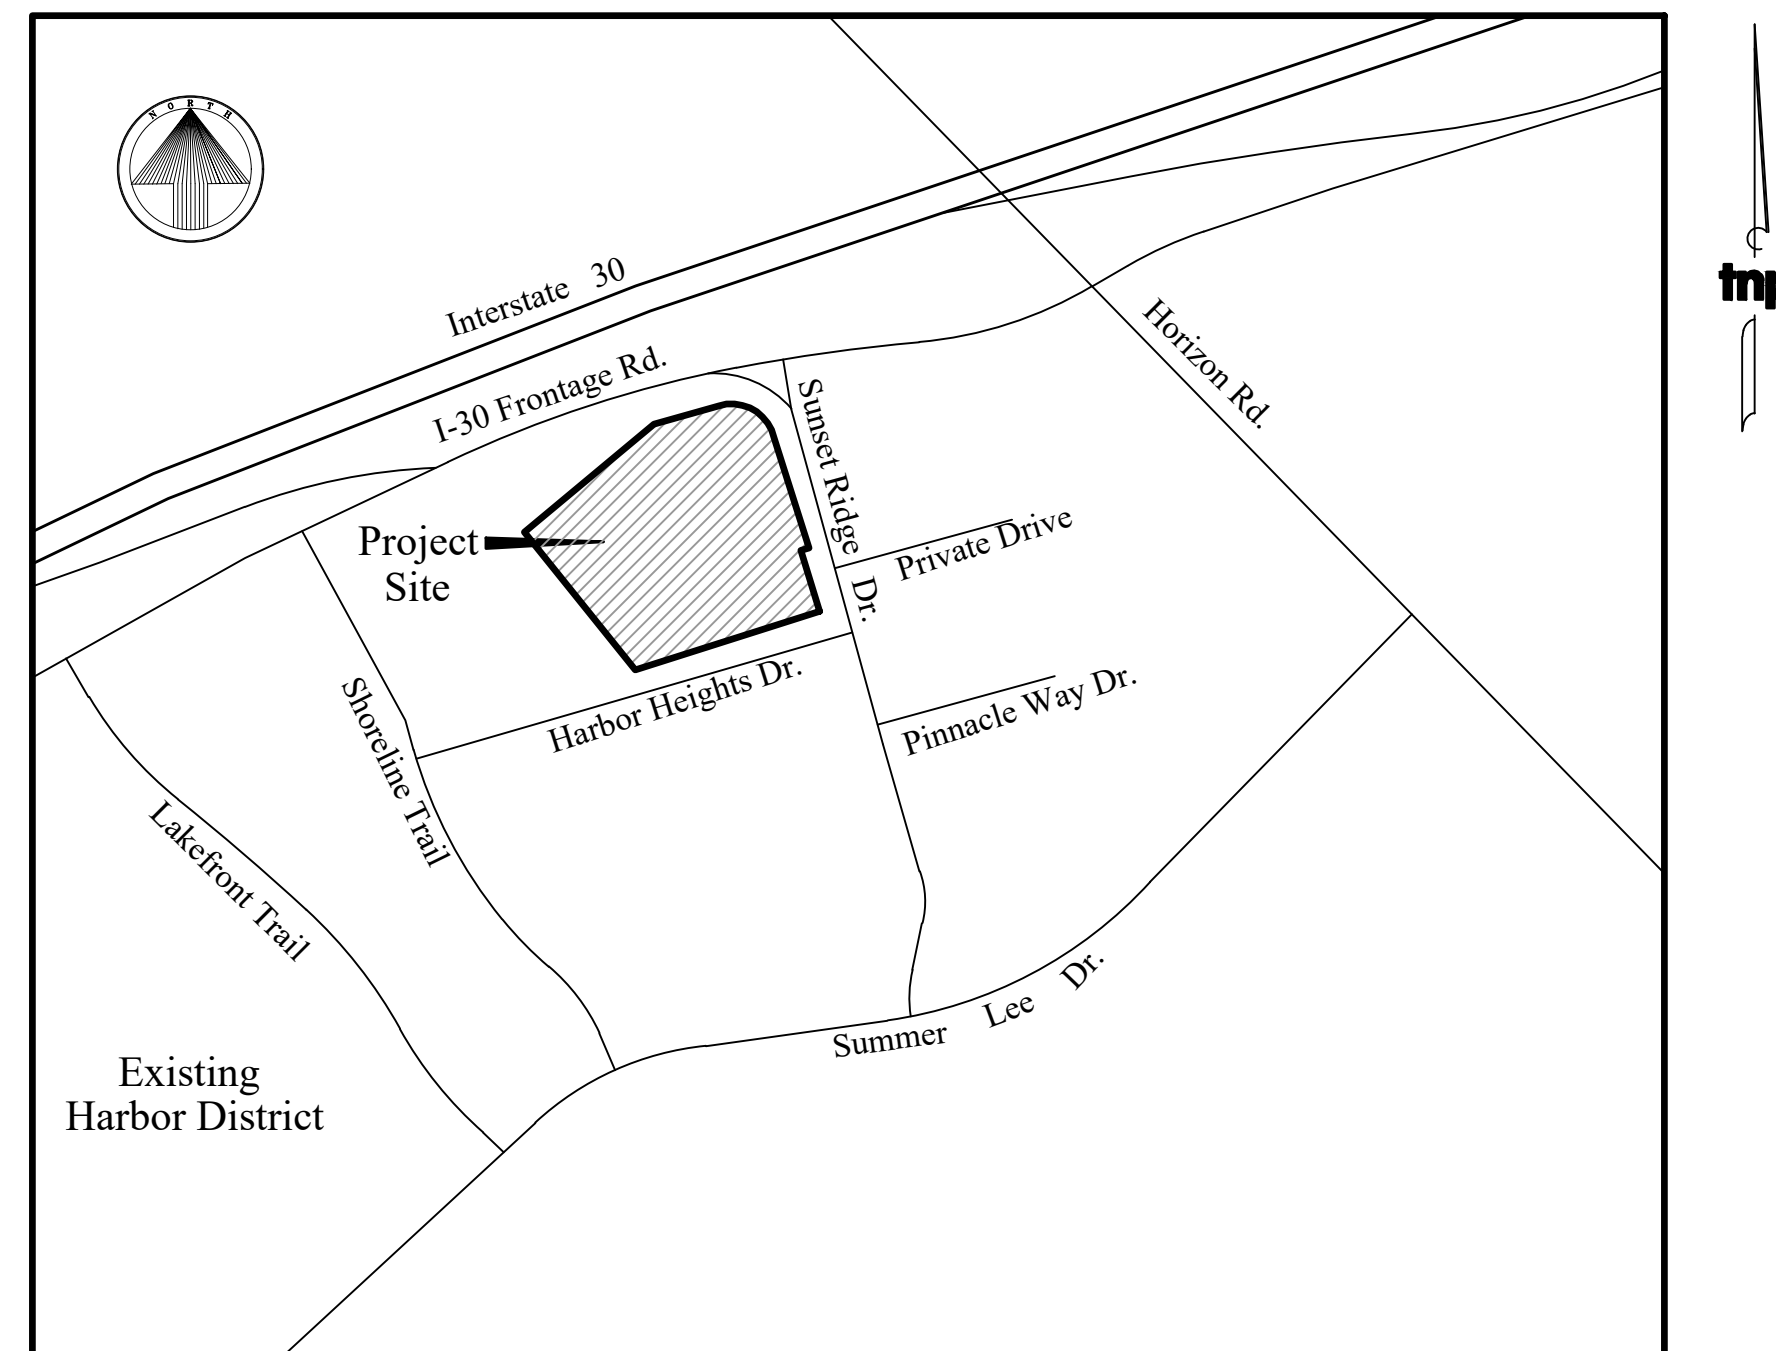 NORTH
Interstate 30
I-30 Frontage Rd.
Horizon Rd.
Sunset Ridge Dr.
Project
Site
Private Drive
Harbor Heights Dr.
Pinnacle Way Dr.
Shoreline Trail
Lakefront Trail
Summer Lee Dr.
Existing
Harbor District